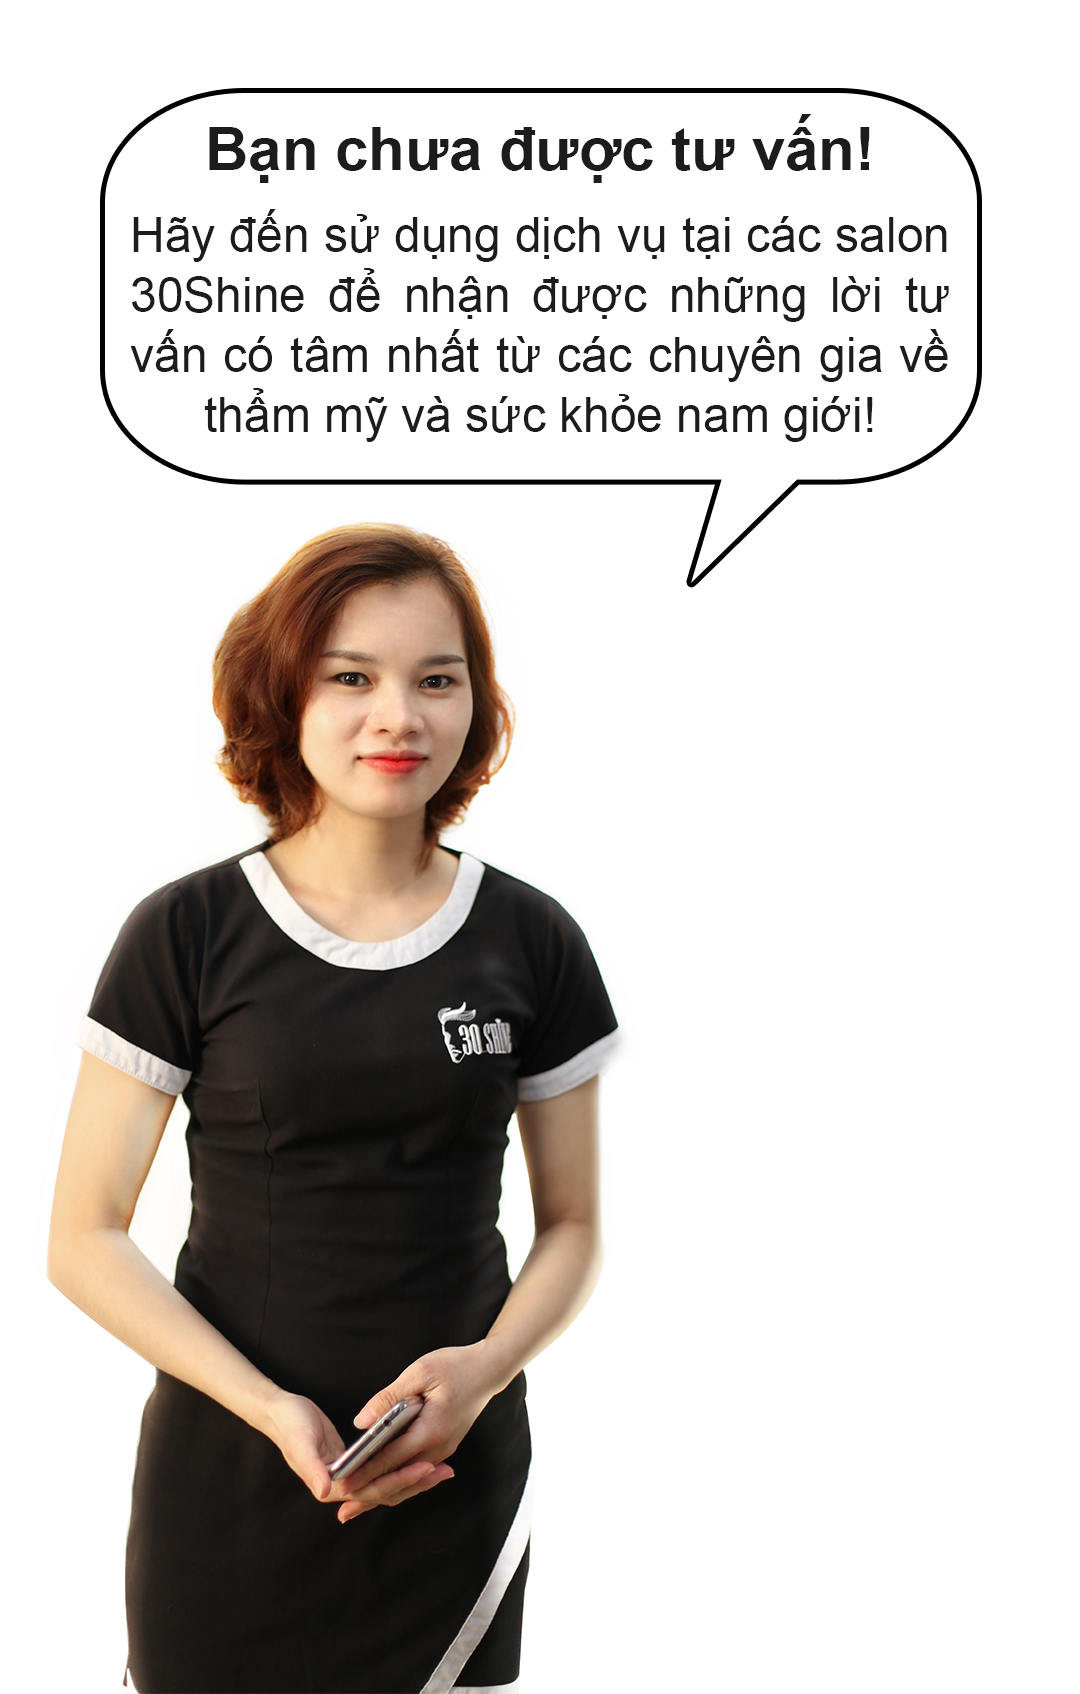 Bạn chưa được tư vấn!
Hãy đến sử dụng dịch vụ tại các salon
30Shine để nhận được những lời tư
vấn có tâm nhất từ các chuyên gia về
thẩm mỹ và sức khỏe nam giới!
30 SHINE